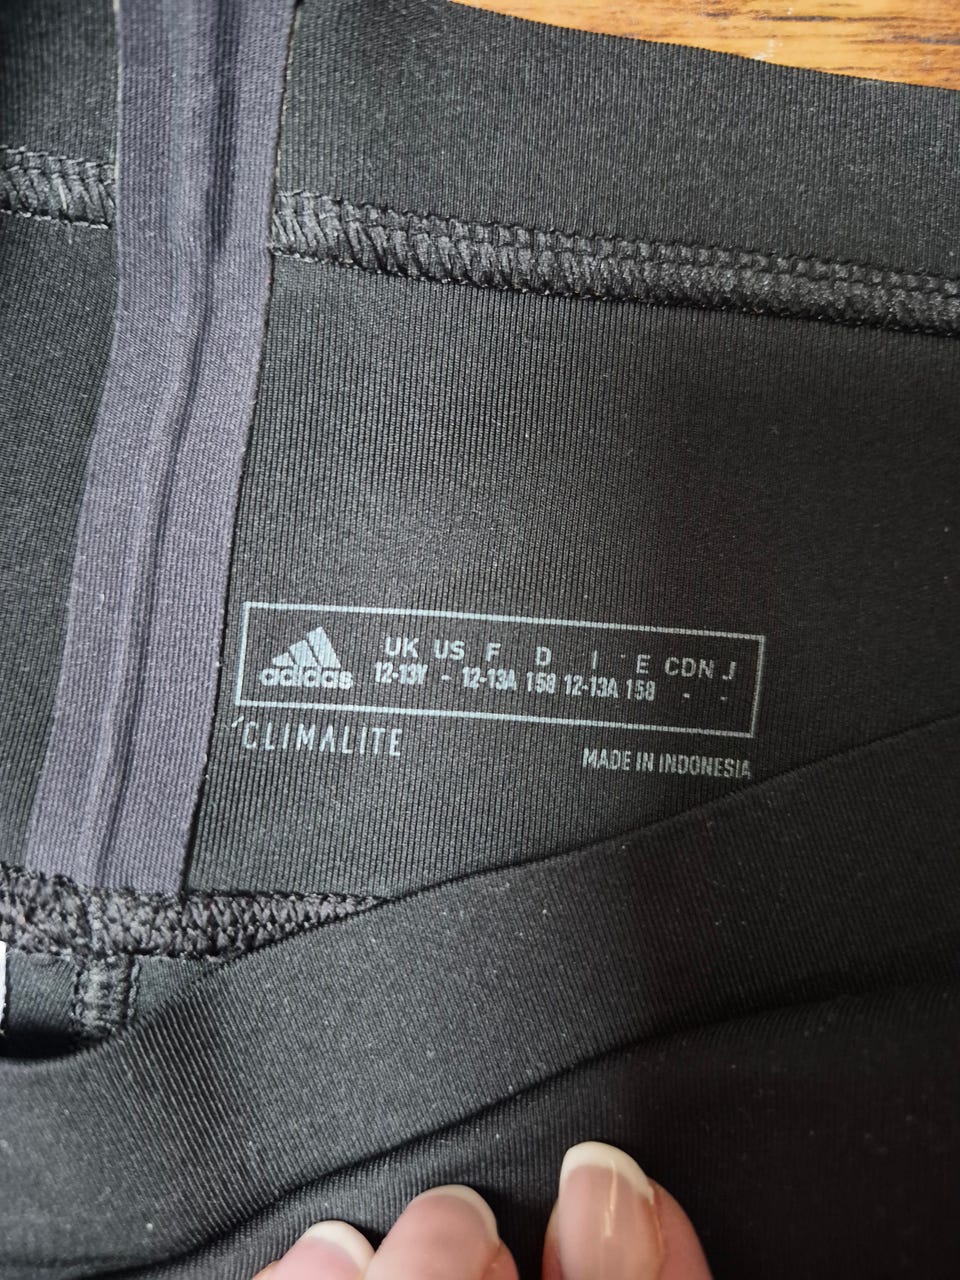 UK US F D I E CDN J
adidas 12-13Y - 12-13A 158 12-13A 158 - -
CLIMALITE
MADE IN INDONESIA